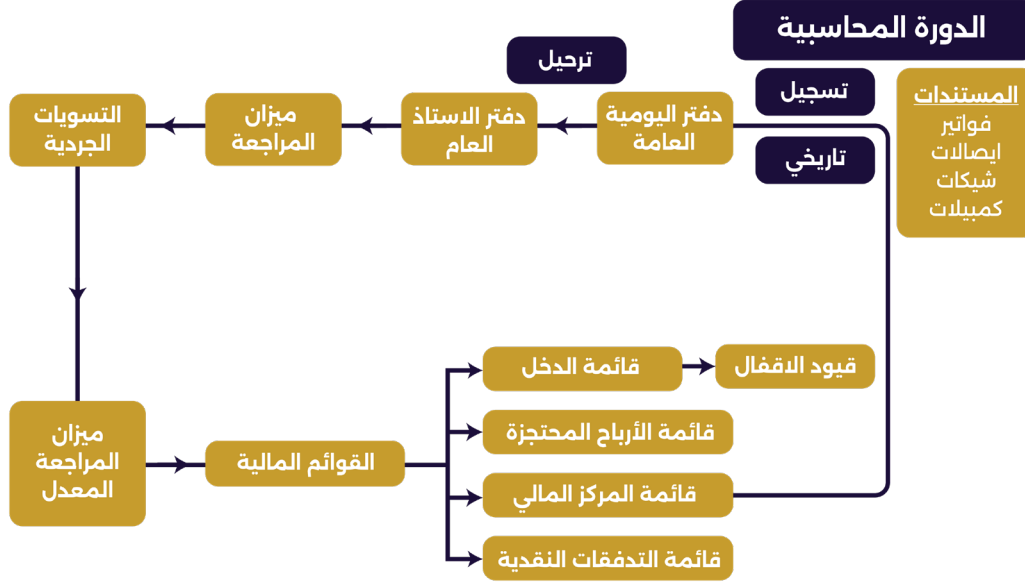 الدورة المحاسبية
المستندات
فواتير
ايصالات
شيكات
كمبيلات
تسجيل
تاريخي
دفتر اليومية
العامة
ترحيل
دفتر الاستاذ
العام
ميزان
المراجعة
التسويات
الجردية
ميزان
المراجعة
المعدل
القوائم المالية
قائمة الدخل
قيود الاقفال
قائمة الأرباح المحتجزة
قائمة المركز المالي
قائمة التدفقات النقدية